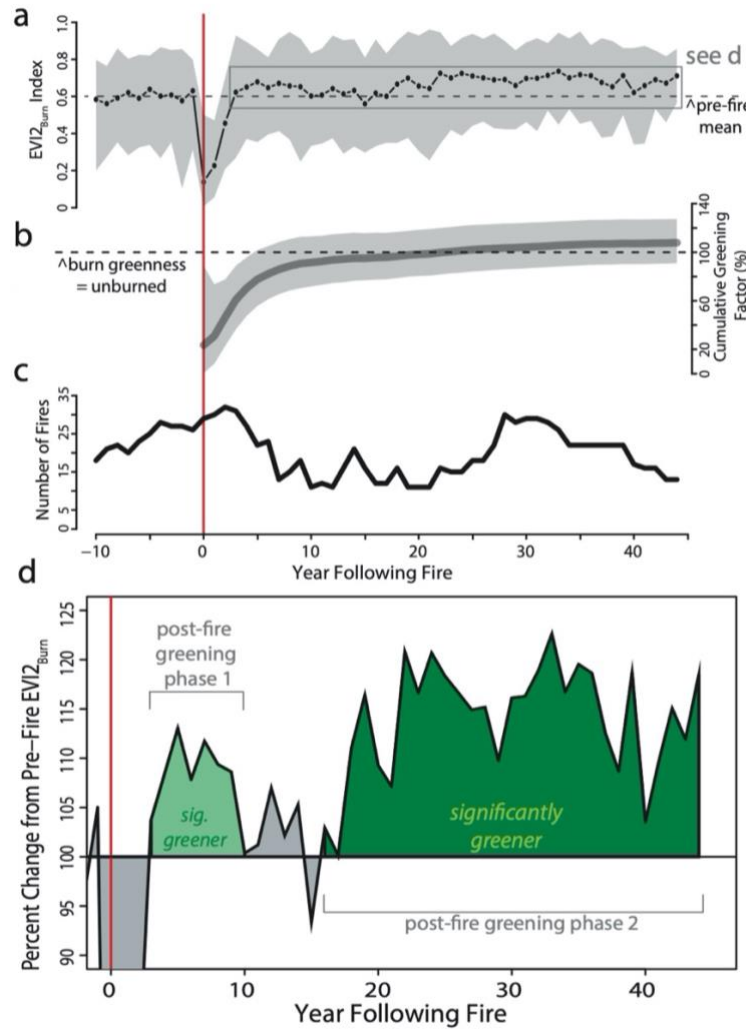 a
1.0
0.8
0.6
0.4
0.2
0
EVI2Burn Index
see d
^pre-fire
mean
b
^burn greenness
= unburned
140
100
60
20
0
Cumulative Greening
Factor (%)
c
35
25
15
5
0
Number of Fires
−10 0 10 20 30 40
Year Following Fire
d
125
120
115
110
105
100
95
90
Percent Change from Pre−Fire EVI2Burn
post-fire
greening
phase 1
sig.
greener
significantly
greener
post-fire greening phase 2
0 10 20 30 40
Year Following Fire